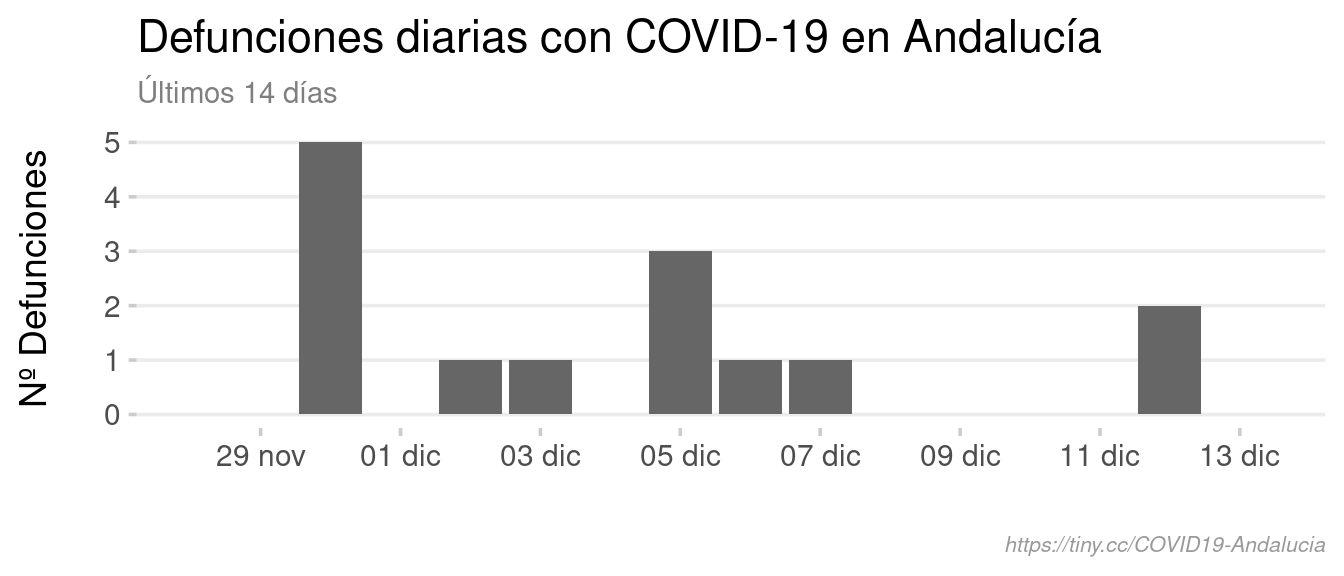 Defunciones diarias con COVID-19 en Andalucía
Últimos 14 días
Nº Defunciones
5
4
3
2
1
0
29 nov 01 dic 03 dic 05 dic 07 dic 09 dic 11 dic 13 dic
https://tiny.cc/COVID19-Andalucia